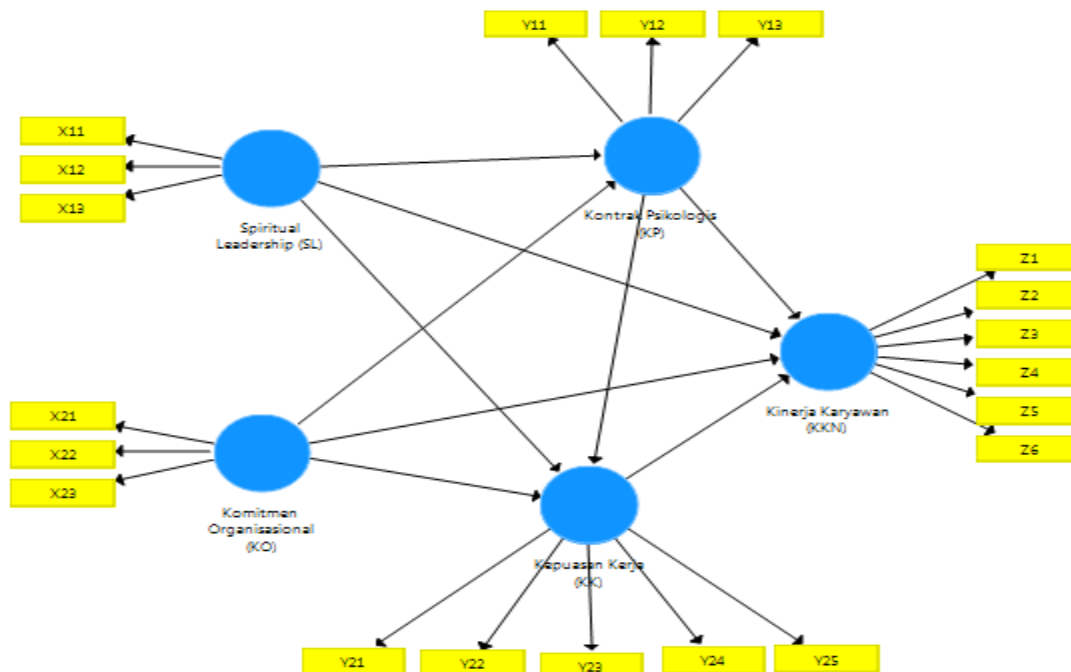 Y11
Y12
Y13
X11
X12
X13
Spiritual
Leadership (SL)
Kontrak Psikologis
(KP)
Z1
Z2
Z3
Z4
Z5
Z6
Kinerja Karyawan
(KKN)
X21
X22
X23
Komitmen
Organisasional
(KO)
Kepuasan Kerja
(KK)
Y21
Y22
Y23
Y24
Y25